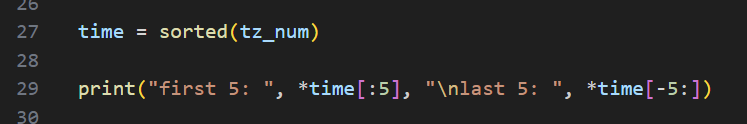 26
27 time = sorted(tz_num)
28
29 print("first 5: ", *time[:5], "\nlast 5: ", *time[-5:])
30